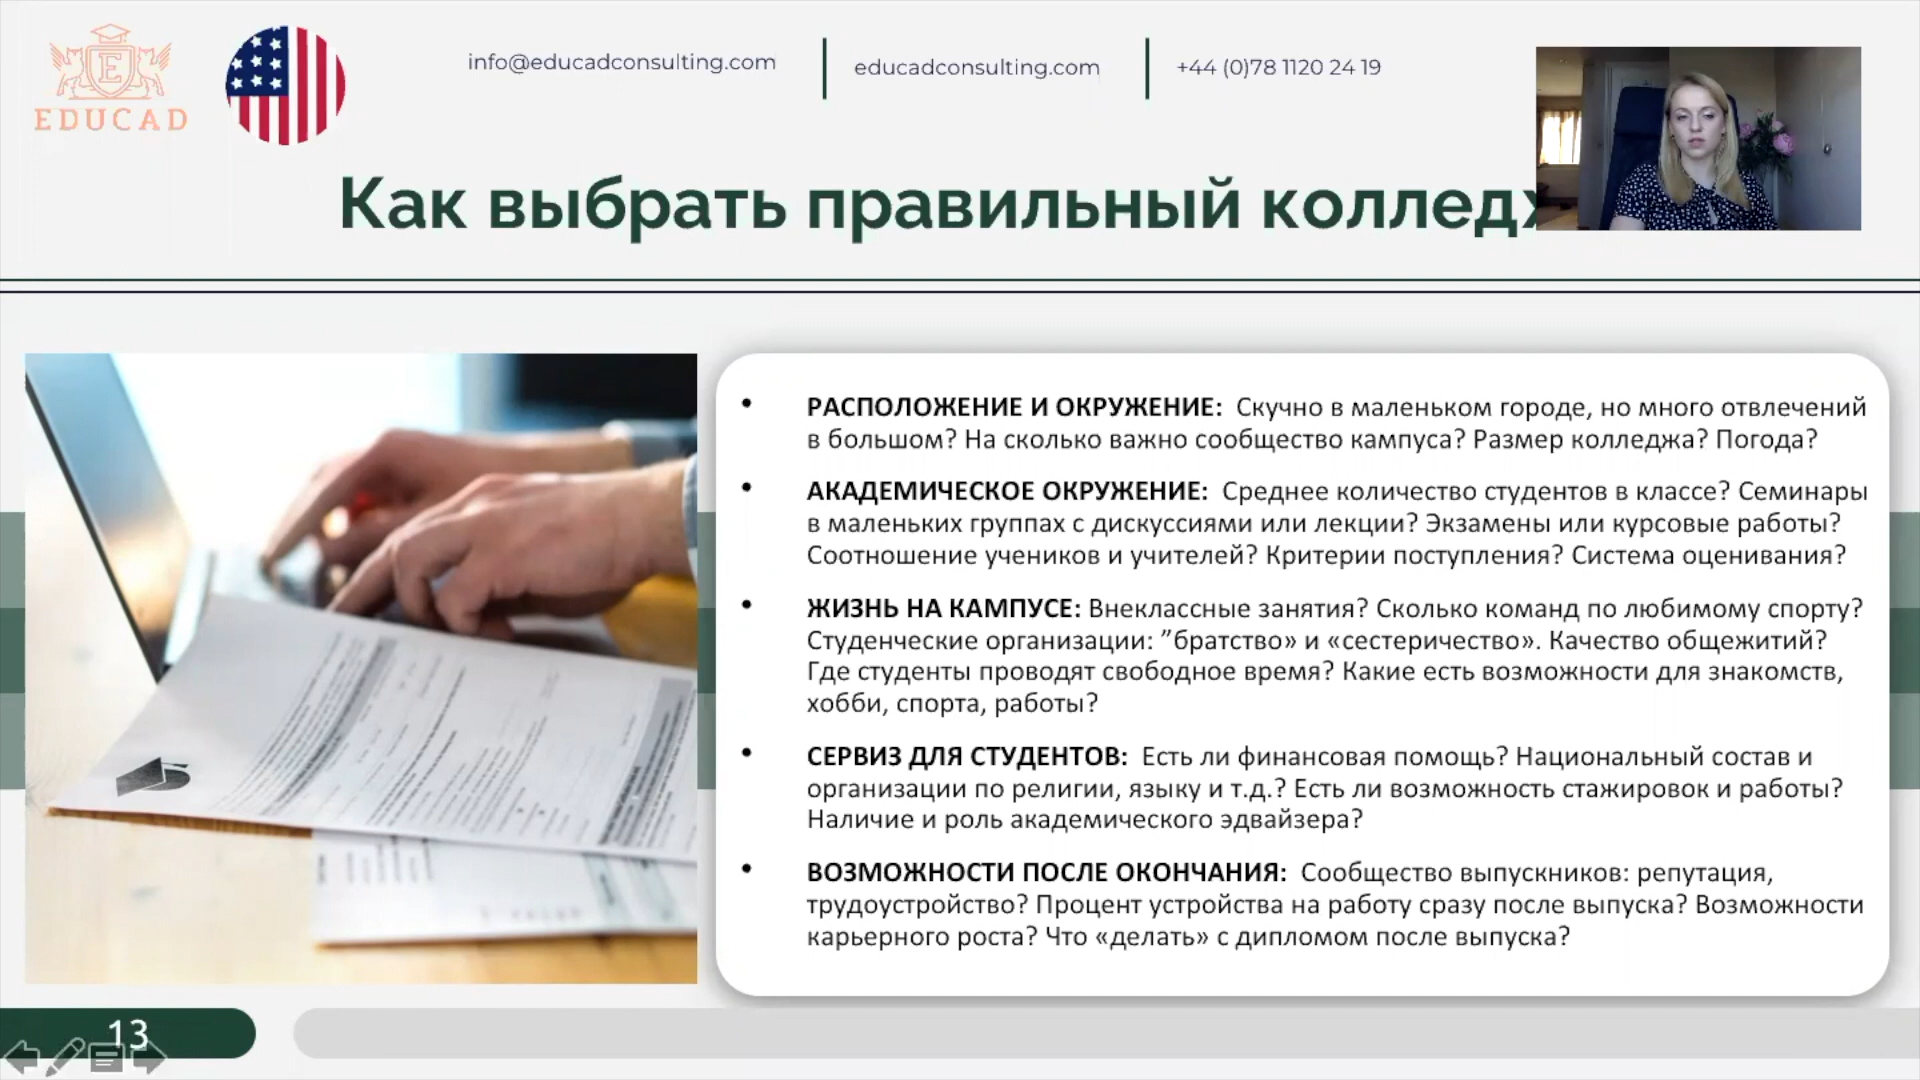 EDUCAD
info@educadconsulting.com
educadconsulting.com
+44 (0)78 1120 24 19
Как выбрать правильный коллед
• РАСПОЛОЖЕНИЕ И ОКРУЖЕНИЕ: Скучно в маленьком городе, но много отвлечений
в большом? На сколько важно сообщество кампуса? Размер колледжа? Погода?
• АКАДЕМИЧЕСКОЕ ОКРУЖЕНИЕ: Среднее количество студентов в классе? Семинары
в маленьких группах с дискуссиями или лекции? Экзамены или курсовые работы?
Соотношение учеников и учителей? Критерии поступления? Система оценивания?
• ЖИЗНЬ НА КАМПУСЕ: Внеклассные занятия? Сколько команд по любимому спорту?
Студенческие организации: ”братство» и «сестеричество». Качество общежитий?
Где студенты проводят свободное время? Какие есть возможности для знакомств,
хобби, спорта, работы?
• СЕРВИЗ ДЛЯ СТУДЕНТОВ: Есть ли финансовая помощь? Национальный состав и
организации по религии, языку и т.д.? Есть ли возможность стажировок и работы?
Наличие и роль академического эдвайзера?
• ВОЗМОЖНОСТИ ПОСЛЕ ОКОНЧАНИЯ: Сообщество выпускников: репутация,
трудоустройство? Процент устройства на работу сразу после выпуска? Возможности
карьерного роста? Что «делать» с дипломом после выпуска?
13